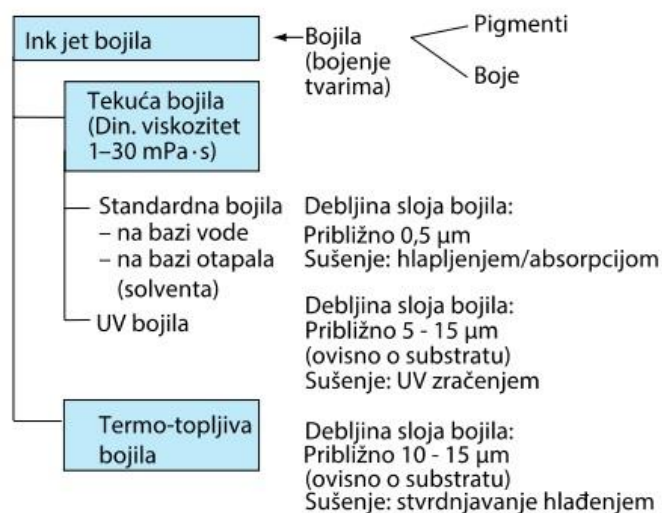 Ink jet bojila
Bojila
(bojenje
tvarima)
Pigmenti
Boje
Tekuća bojila
(Din. viskozitet
1–30 mPa·s)
Standardna bojila
– na bazi vode
– na bazi otapala
(solventa)
Debljina sloja bojila:
Približno 0,5 µm
Sušenje: hlapljenjem/absorpcijom
UV bojila
Debljina sloja bojila:
Približno 5 - 15 µm
(ovisno o substratu)
Sušenje: UV zračenjem
Termo-topljiva
bojila
Debljina sloja bojila:
Približno 10 - 15 µm
(ovisno o substratu)
Sušenje: stvrdnjavanje hlađenjem